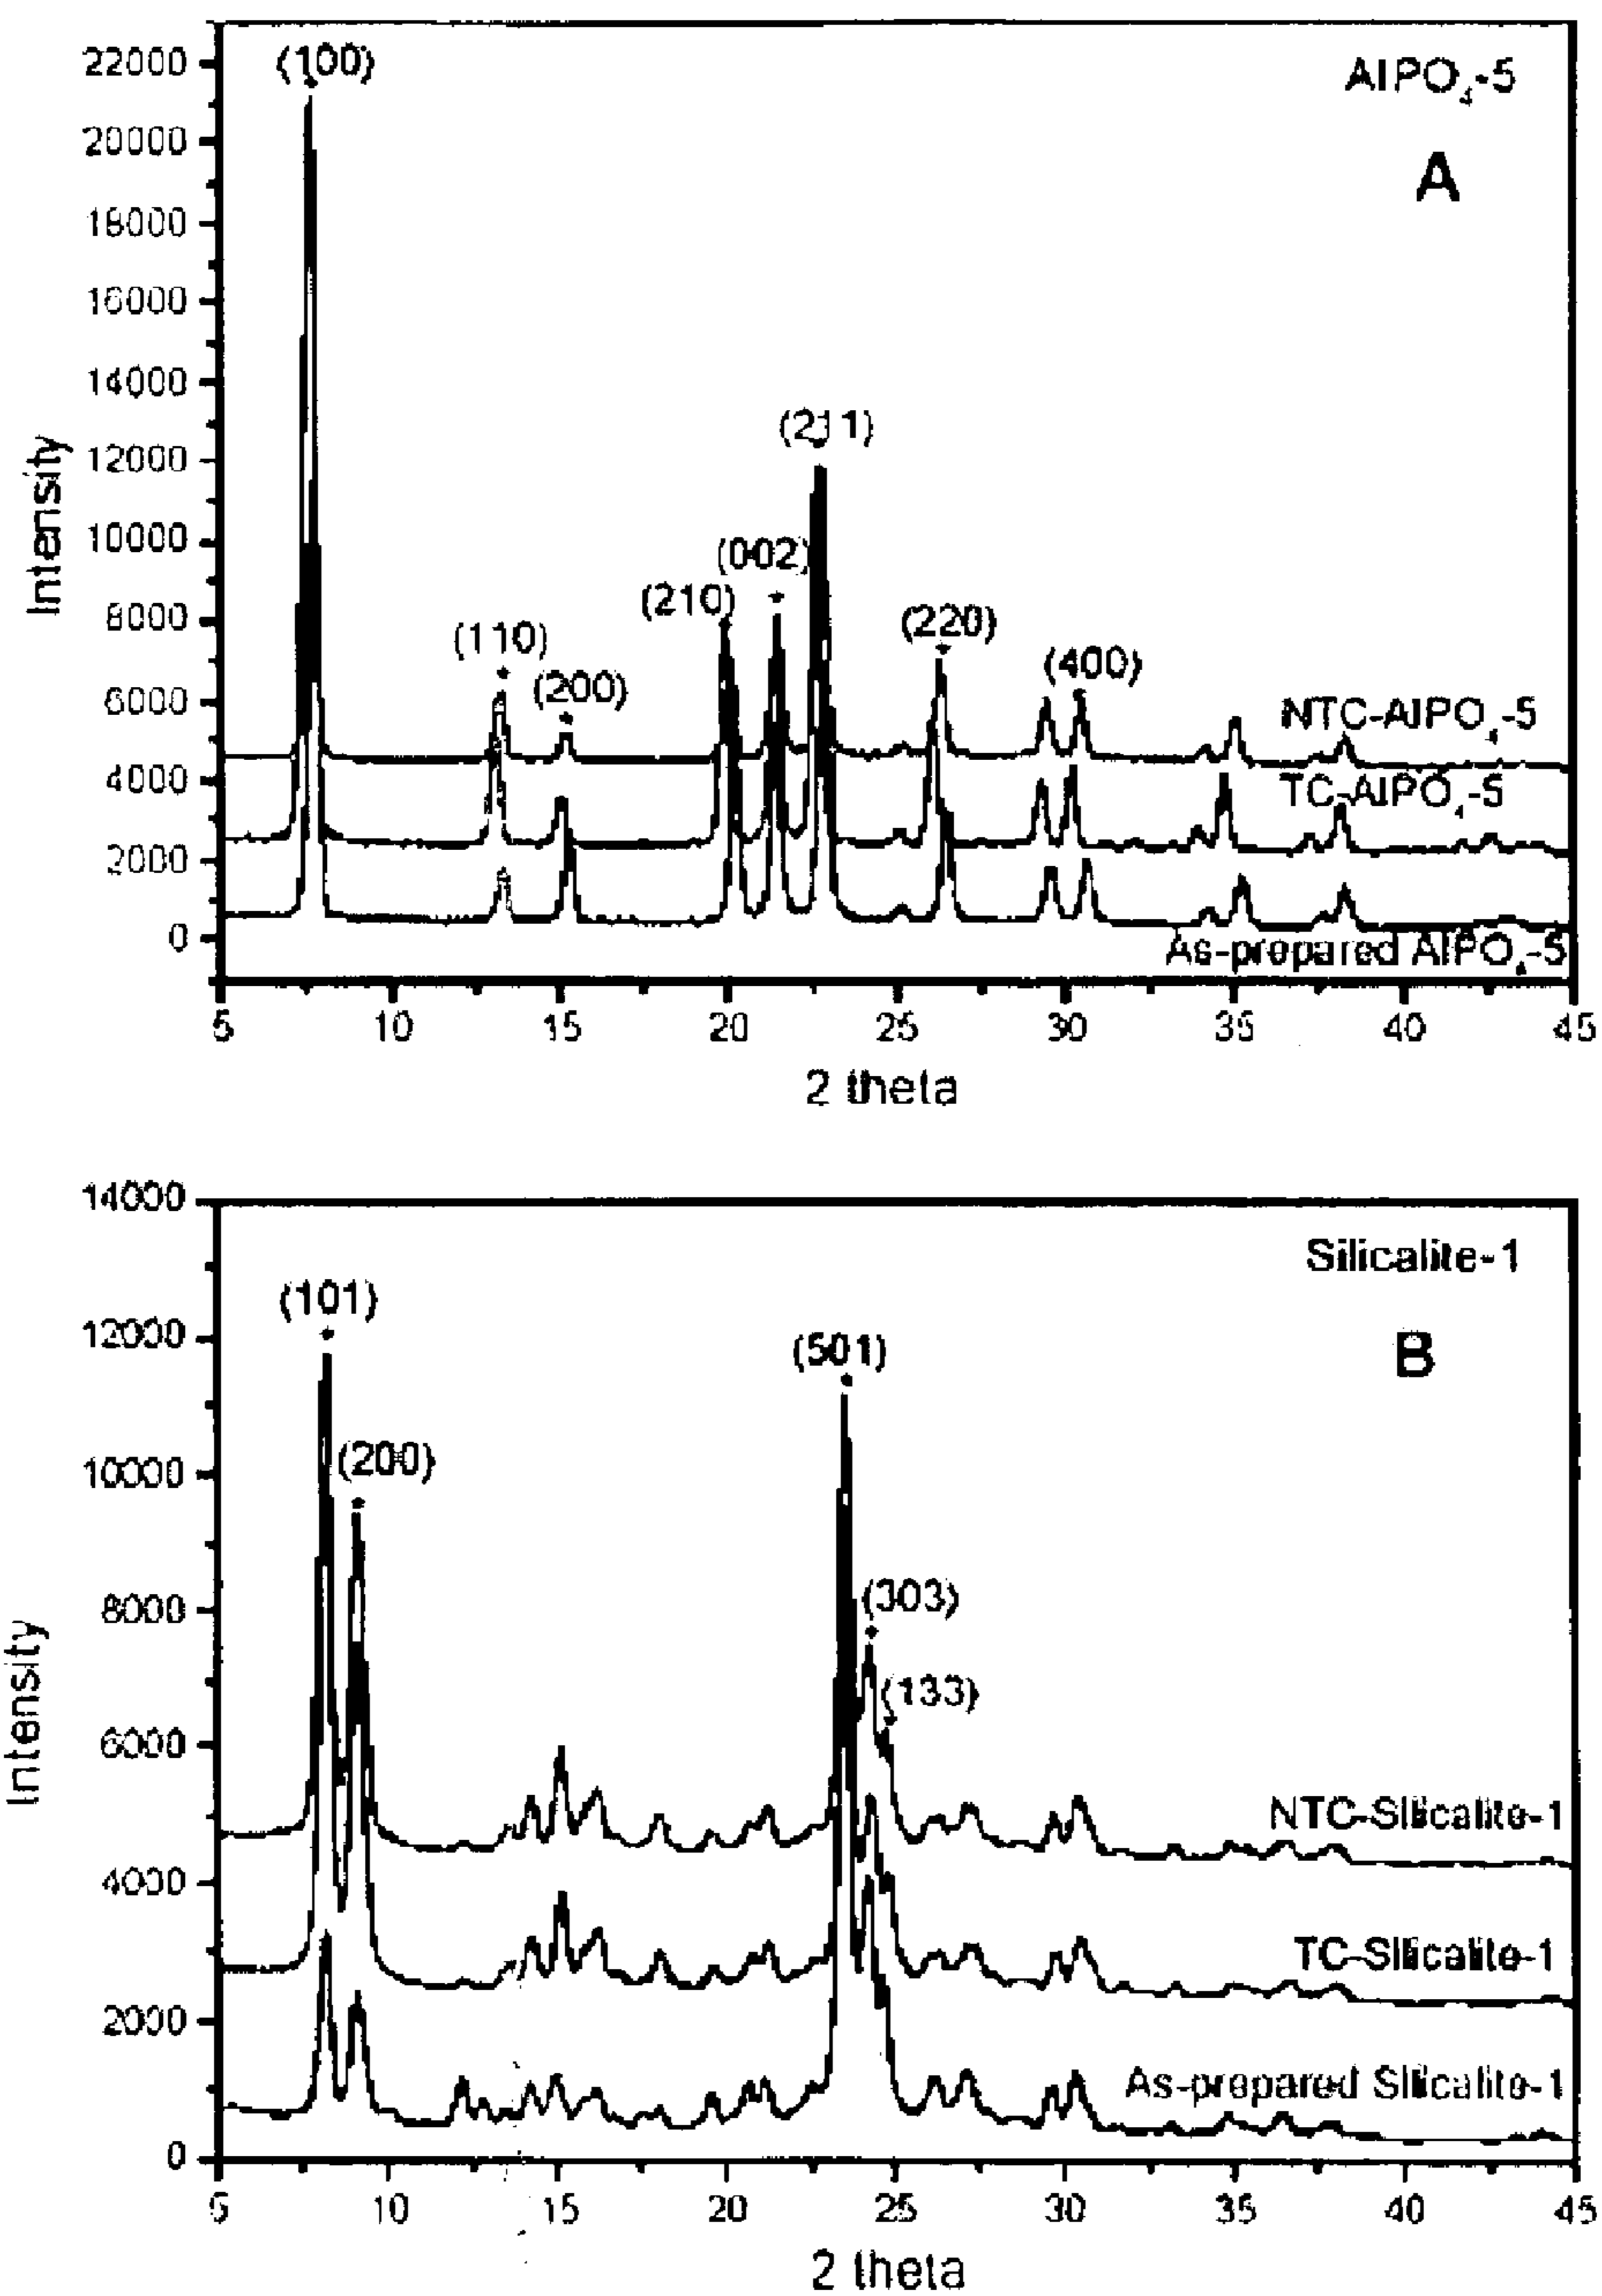 22000
20000
18000
16000
14000
12000
10000
8000
6000
4000
2000
0
Intensity
(100)
(110)
(200)
(210)
(002)
(211)
(220)
(400)
AlPO4-5
A
NTC-AlPO4-5
TC-AlPO4-5
As-prepared AlPO4-5
5 10 15 20 25 30 35 40 45
2 theta
14000
12000
10000
8000
6000
4000
2000
0
Intensity
(101)
(200)
(501)
(303)
(133)
Silicalite-1
B
NTC-Silicalite-1
TC-Silicalite-1
As-prepared Silicalite-1
5 10 15 20 25 30 35 40 45
2 theta